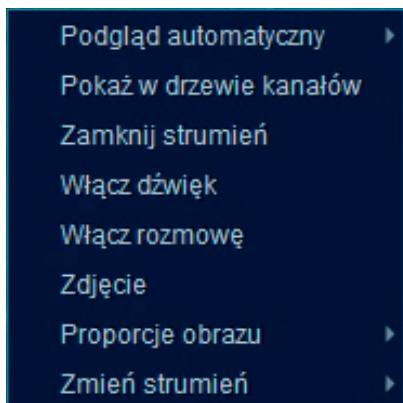 Podgląd automatyczny
Pokaż w drzewie kanałów
Zamknij strumień
Włącz dźwięk
Włącz rozmowę
Zdjęcie
Proporcje obrazu
Zmień strumień